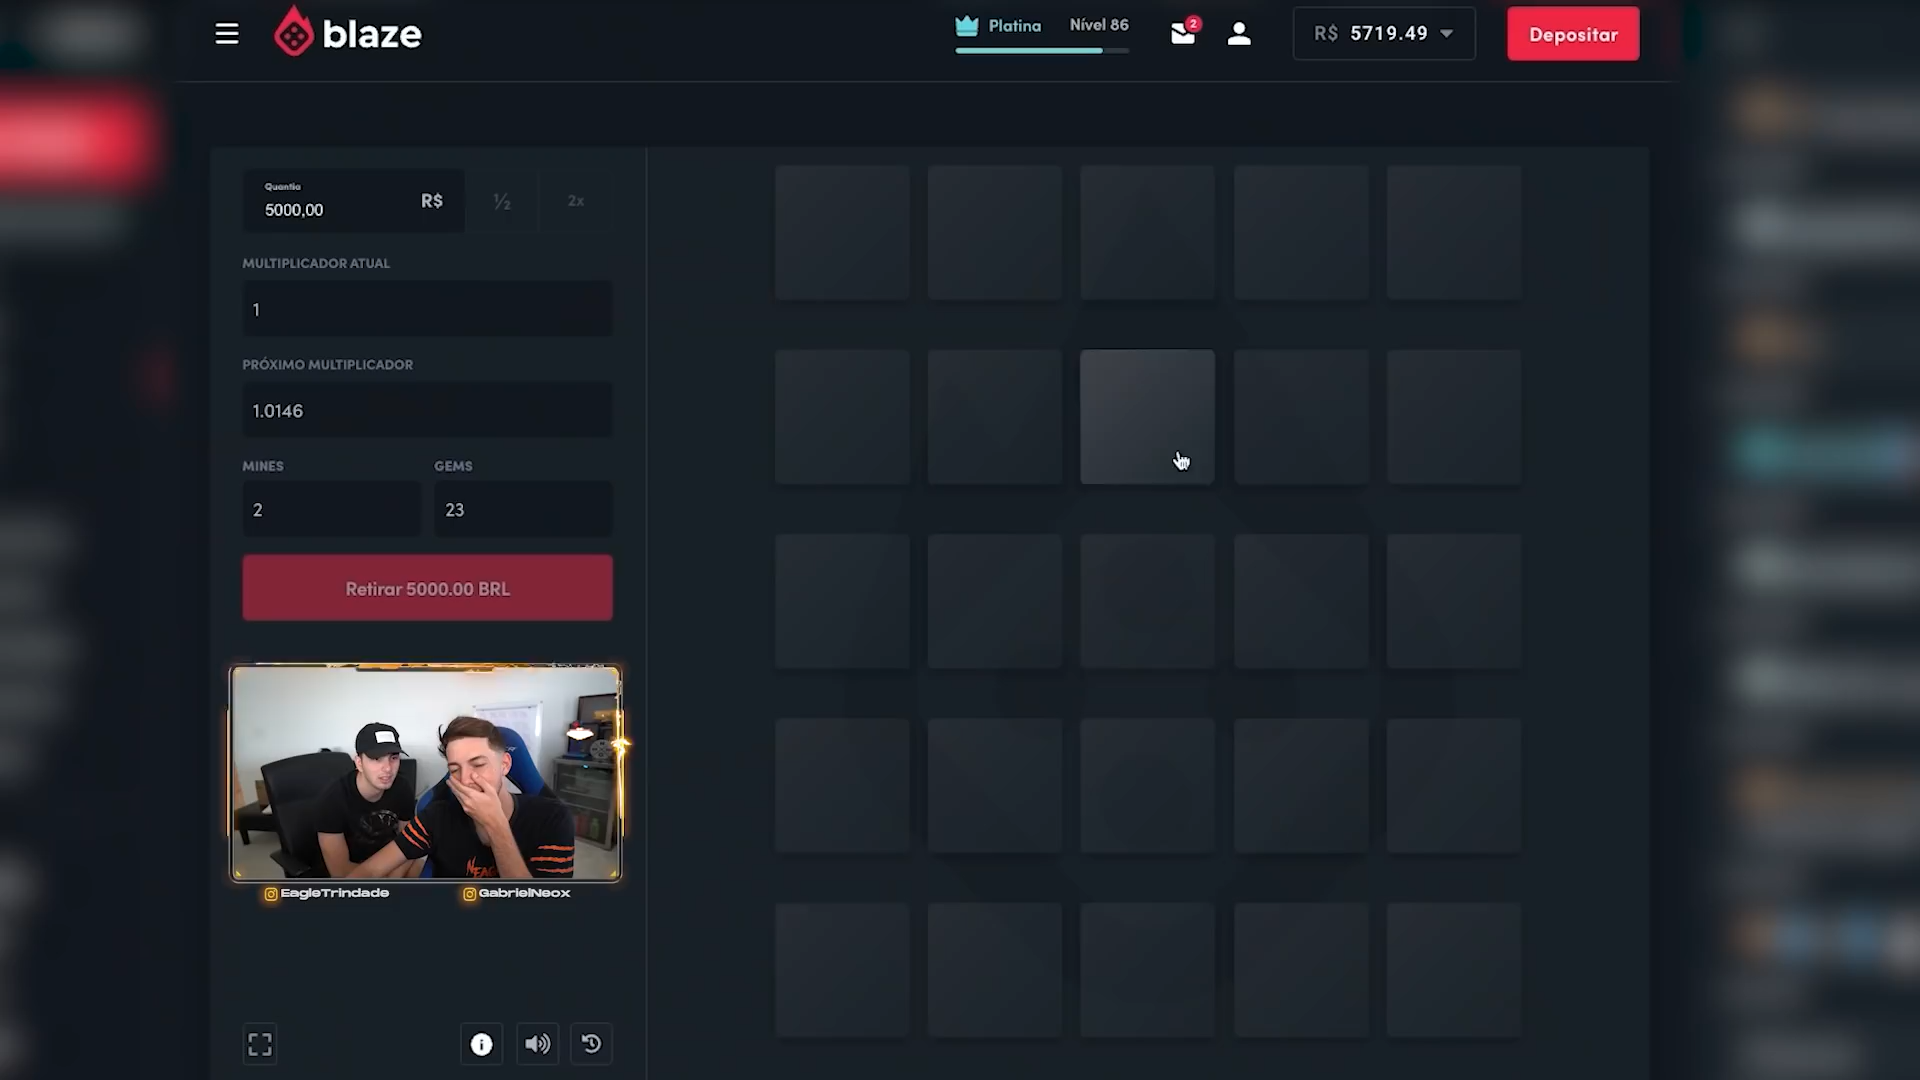 blaze
Platina
Nível 86
2
R$ 5719.49
Depositar
Quantia
5000,00
R$
½
2x
MULTIPLICADOR ATUAL
1
PRÓXIMO MULTIPLICADOR
1.0146
MINES
GEMS
2
23
Retirar 5000.00 BRL
EagleTrindade
GabrielNeox